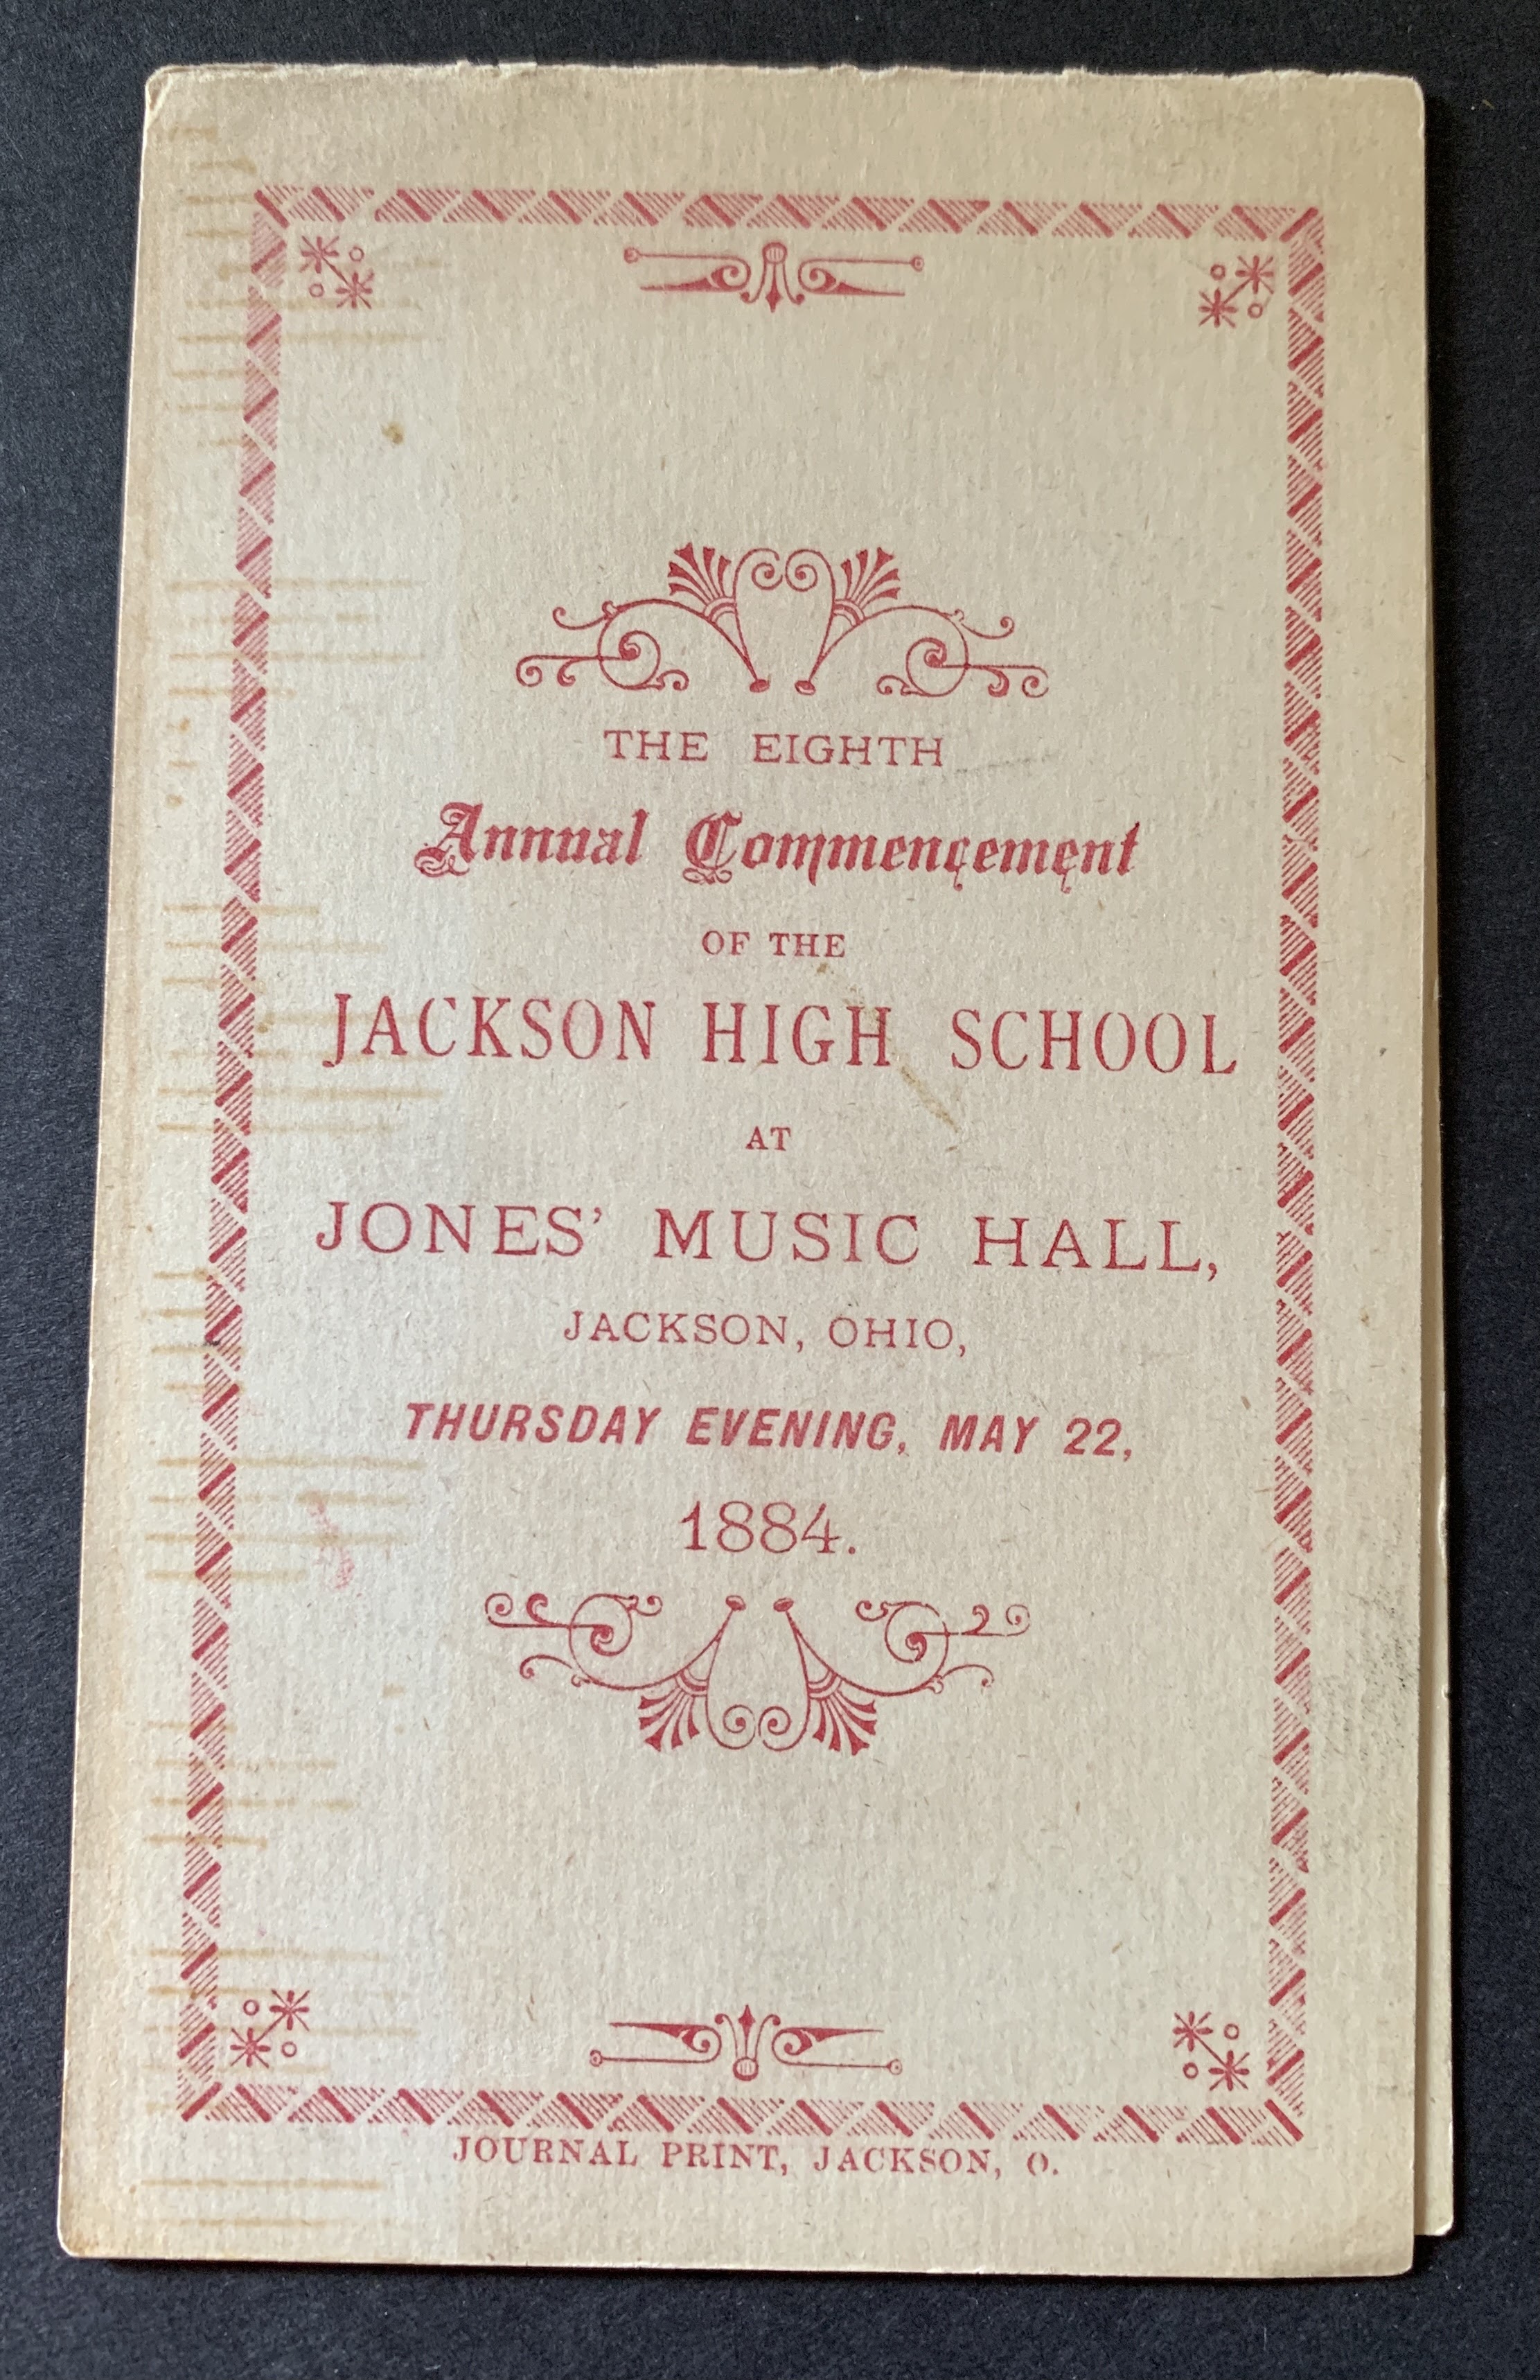 THE EIGHTH
Annual Commencement
OF THE
JACKSON HIGH SCHOOL
AT
JONES' MUSIC HALL,
JACKSON, OHIO,
THURSDAY EVENING, MAY 22,
1884.
JOURNAL PRINT, JACKSON, O.